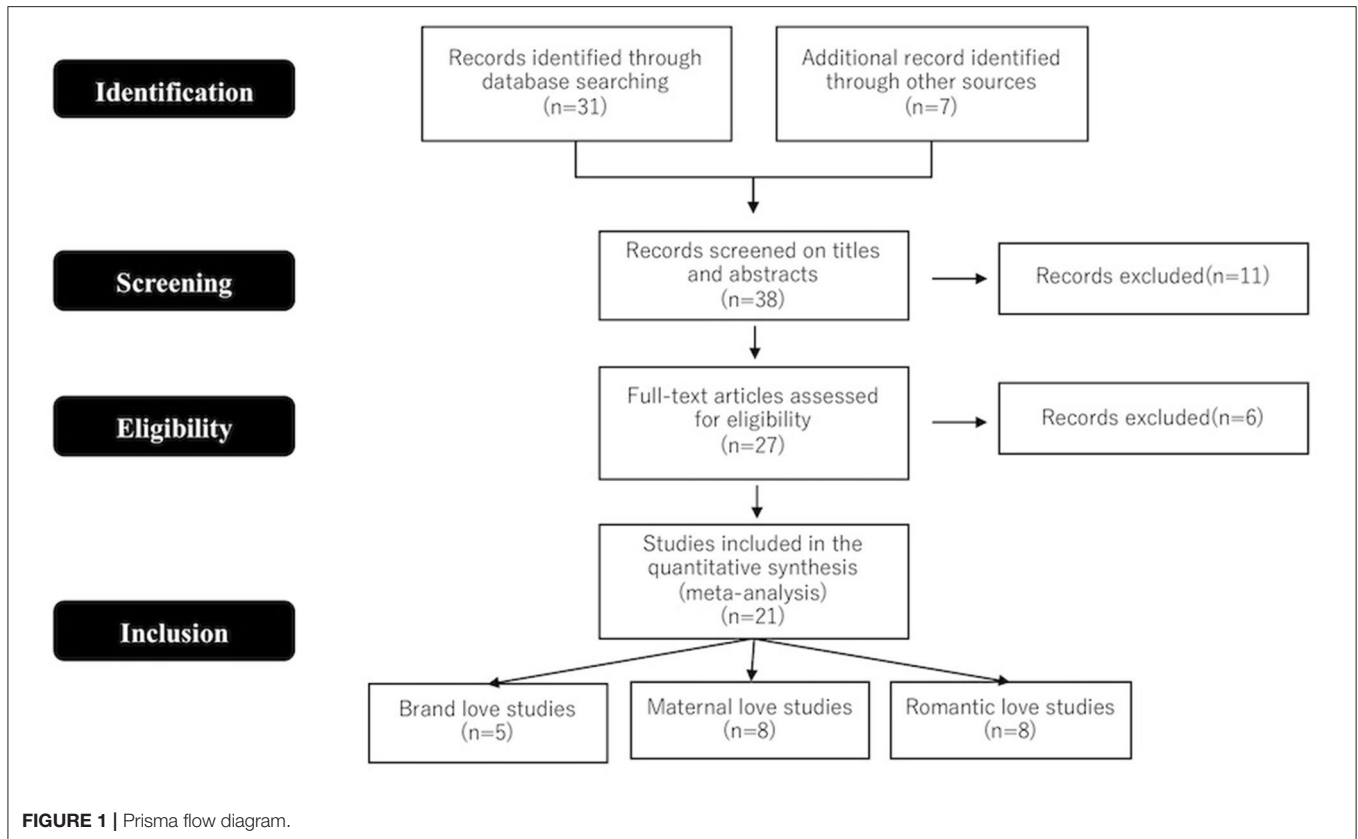 Identification
Records identified through
database searching
(n=31)
Additional record identified
through other sources
(n=7)
Screening
Records screened on titles
and abstracts
(n=38)
Records excluded(n=11)
Eligibility
Full-text articles assessed
for eligibility
(n=27)
Records excluded(n=6)
Inclusion
Studies included in the
quantitative synthesis
(meta-analysis)
(n=21)
Brand love studies
(n=5)
Maternal love studies
(n=8)
Romantic love studies
(n=8)
FIGURE 1 | Prisma flow diagram.